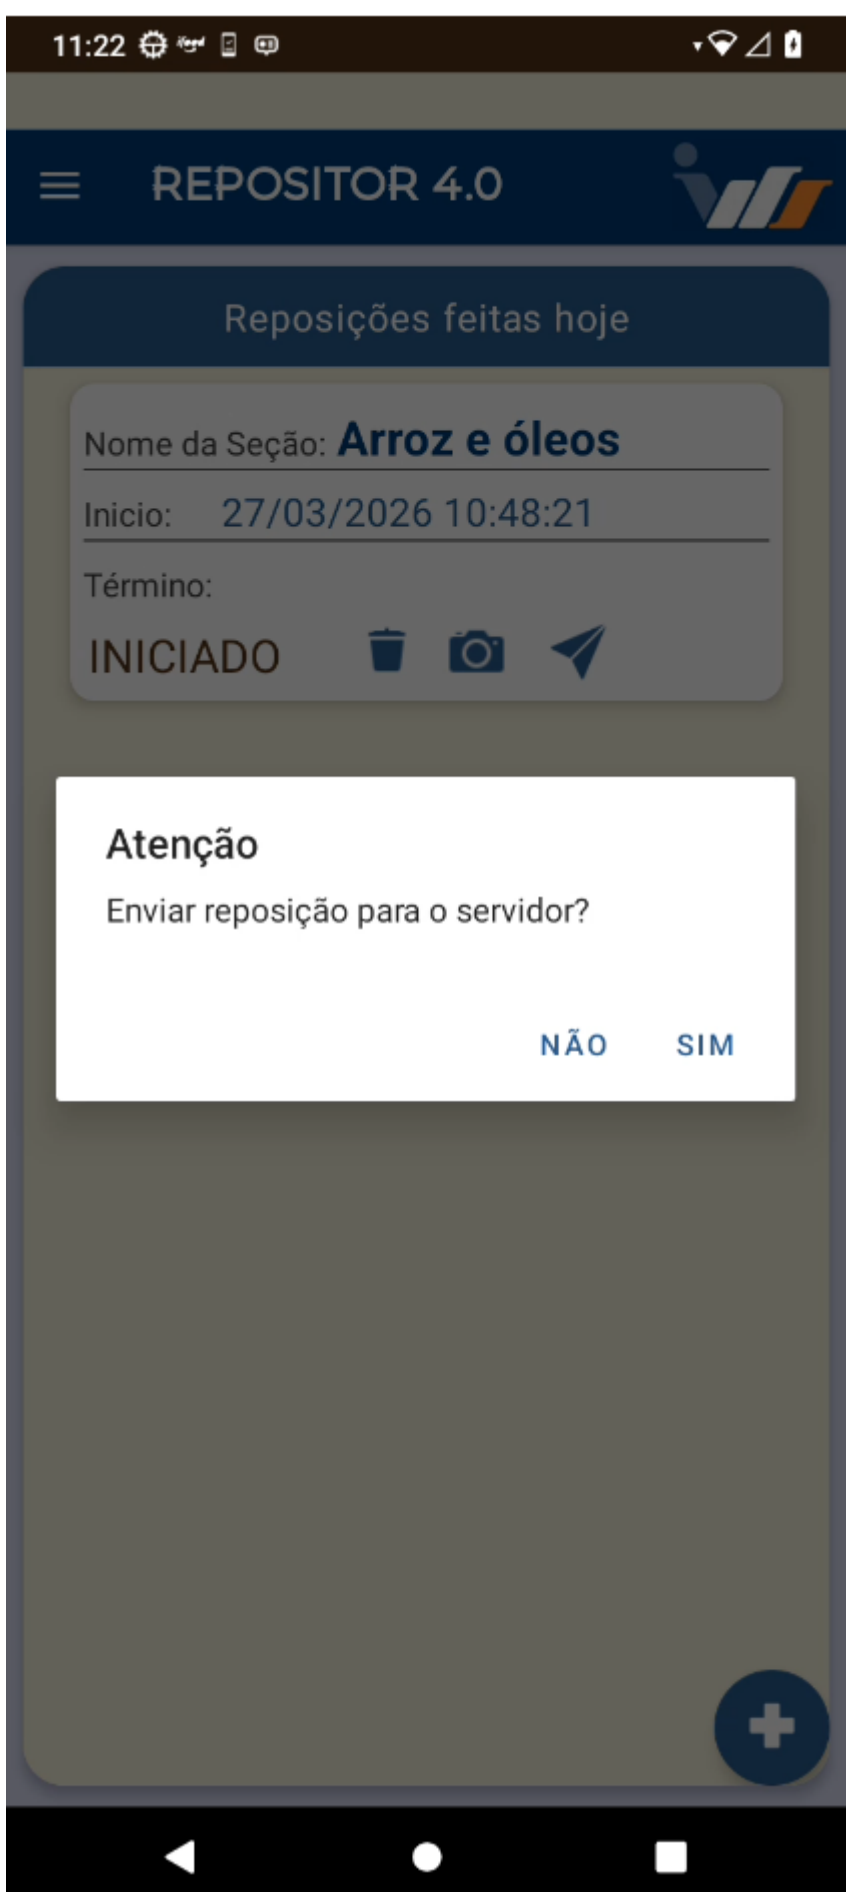 11:22
REPOSITOR 4.0
Reposições feitas hoje
Nome da Seção: Arroz e óleos
Inicio: 27/03/2026 10:48:21
Término:
INICIADO
Atenção
Enviar reposição para o servidor?
NÃO SIM